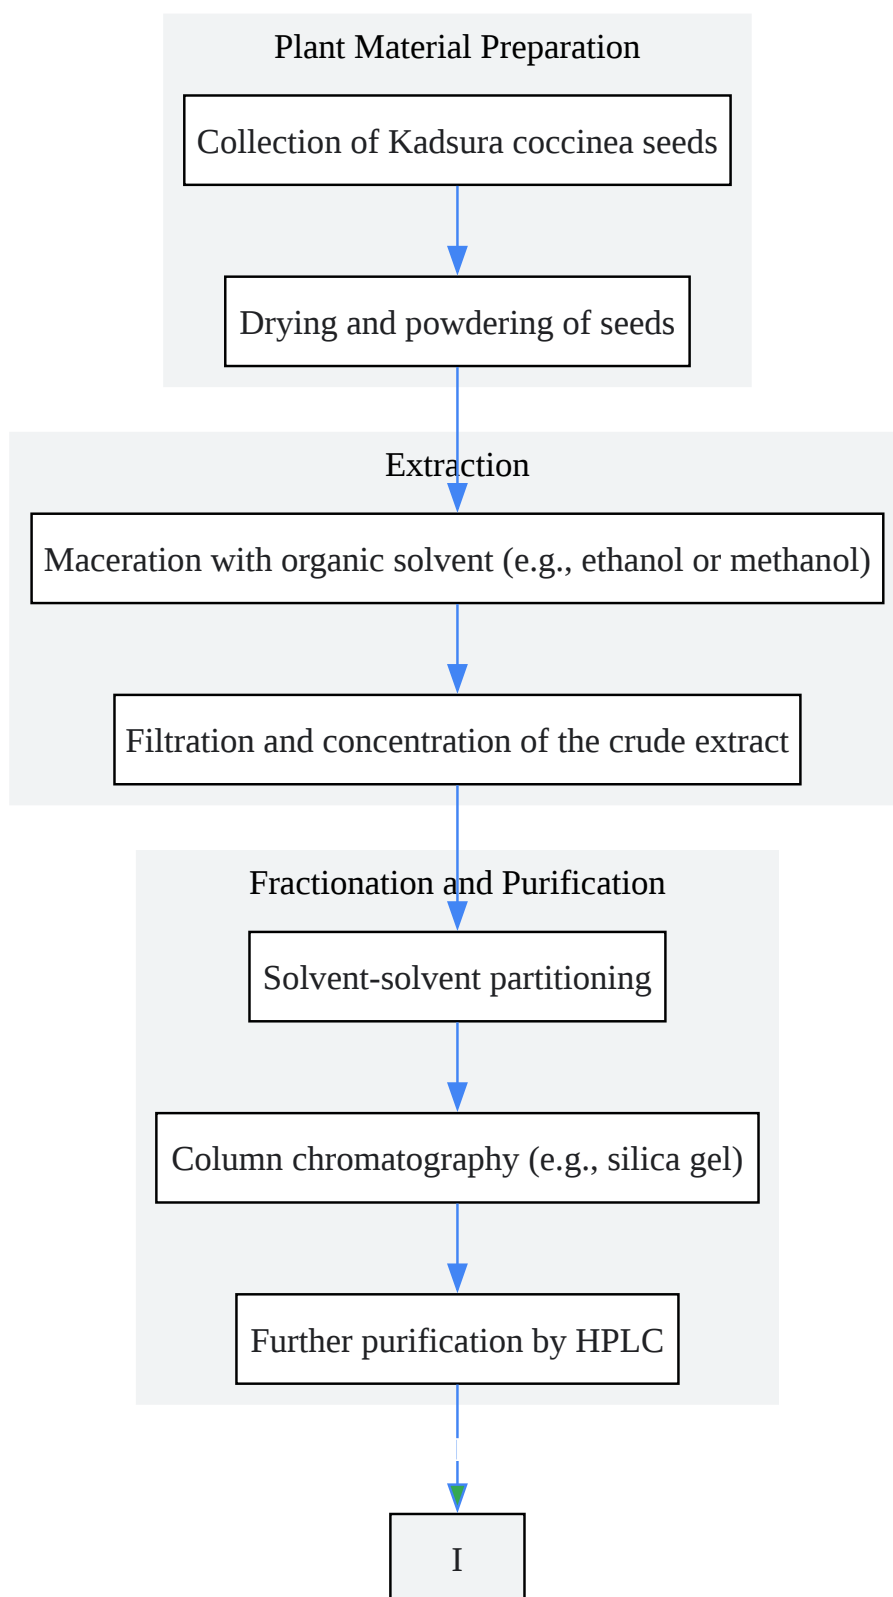 Plant Material Preparation
Collection of Kadsura coccinea seeds
Drying and powdering of seeds
Extraction
Maceration with organic solvent (e.g., ethanol or methanol)
Filtration and concentration of the crude extract
Fractionation and Purification
Solvent-solvent partitioning
Column chromatography (e.g., silica gel)
Further purification by HPLC
I